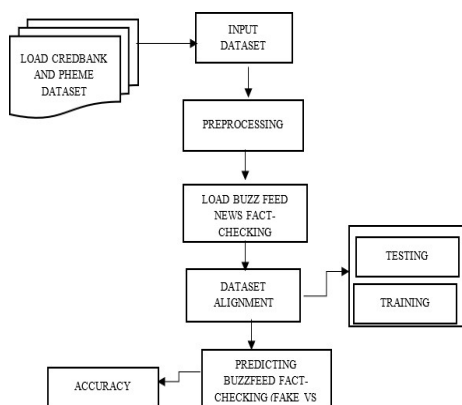 LOAD CREDBANK
AND PHEME
DATASET
INPUT
DATASET
PREPROCESSING
LOAD BUZZ FEED
NEWS FACT-
CHECKING
DATASET
ALIGNMENT
TESTING
TRAINING
PREDICTING
BUZZFEED FACT-
CHECKING (FAKE VS
ACCURACY